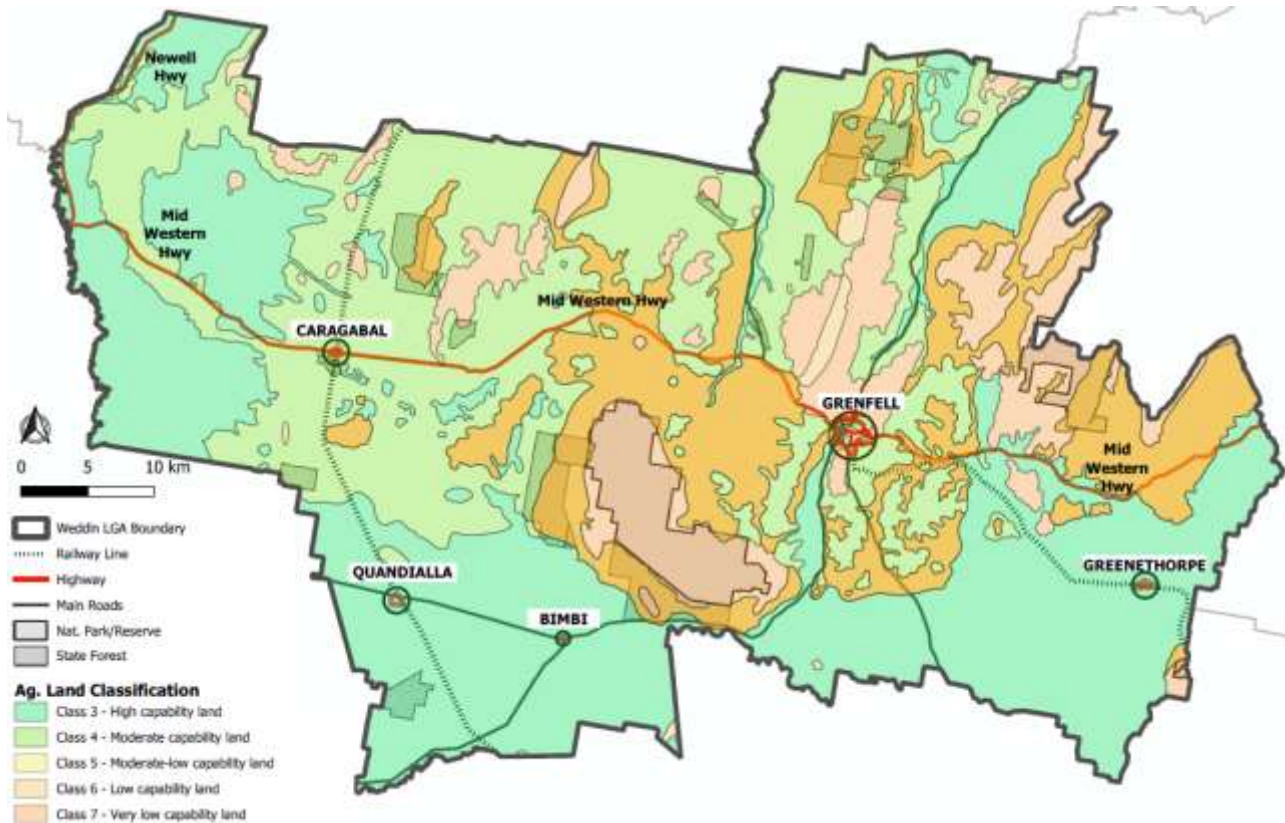 Newell
Hwy
Mid
Western
Hwy
Mid Western Hwy
CARAGABAL
GRENFELL
Mid
Western
Hwy
0 5 10 km
QUANDIALLA
BIMBI
GREENETHORPE
Weddin LGA Boundary
Railway Line
Highway
Main Roads
Nat. Park/Reserve
State Forest
Ag. Land Classification
Class 3 - High capability land
Class 4 - Moderate capability land
Class 5 - Moderate-low capability land
Class 6 - Low capability land
Class 7 - Very low capability land